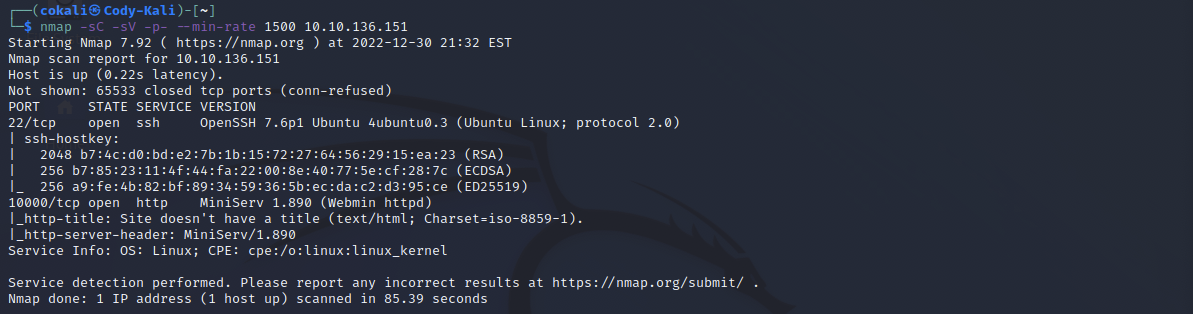 ┌──(cokali㉿Cody-Kali)-[~]
└─$ nmap -sC -sV -p- --min-rate 1500 10.10.136.151
Starting Nmap 7.92 ( https://nmap.org ) at 2022-12-30 21:32 EST
Nmap scan report for 10.10.136.151
Host is up (0.22s latency).
Not shown: 65533 closed tcp ports (conn-refused)
PORT      STATE SERVICE VERSION
22/tcp    open  ssh     OpenSSH 7.6p1 Ubuntu 4ubuntu0.3 (Ubuntu Linux; protocol 2.0)
| ssh-hostkey:
|   2048 b7:4c:d0:bd:e2:7b:1b:15:72:27:64:56:29:15:ea:23 (RSA)
|   256 b7:85:23:11:4f:44:fa:22:00:8e:40:77:5e:cf:28:7c (ECDSA)
|_  256 a9:fe:4b:82:bf:89:34:59:36:5b:ec:da:c2:d3:95:ce (ED25519)
10000/tcp open  http    MiniServ 1.890 (Webmin httpd)
|_http-title: Site doesn't have a title (text/html; Charset=iso-8859-1).
|_http-server-header: MiniServ/1.890
Service Info: OS: Linux; CPE: cpe:/o:linux:linux_kernel

Service detection performed. Please report any incorrect results at https://nmap.org/submit/ .
Nmap done: 1 IP address (1 host up) scanned in 85.39 seconds